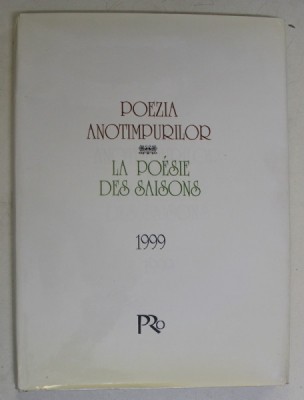 POEZIA
ANOTIMPURILOR
LA POÉSIE
DES SAISONS
1999
PRO